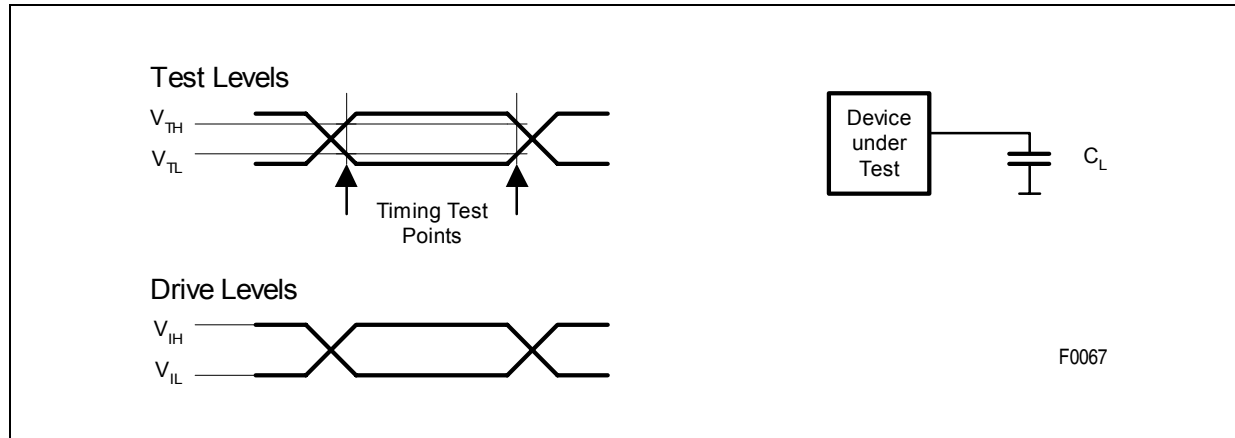 Test Levels
V_TH
V_TL
Timing Test
Points
Drive Levels
V_IH
V_IL
Device
under
Test
C_L
F0067